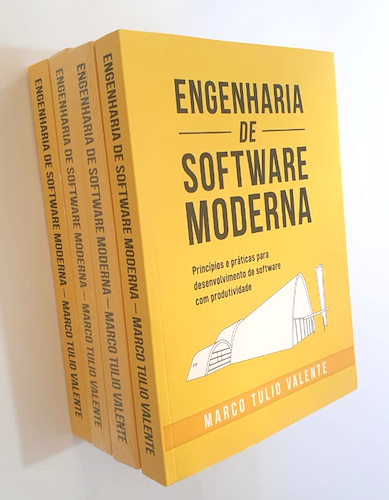 ENGENHARIA DE SOFTWARE MODERNA — MARCO TULIO VALENTE
ENGENHARIA DE SOFTWARE MODERNA — MARCO TULIO VALENTE
ENGENHARIA DE SOFTWARE MODERNA — MARCO TULIO VALENTE
ENGENHARIA DE SOFTWARE MODERNA — MARCO TULIO VALENTE
ENGENHARIA
DE
SOFTWARE
MODERNA
Princípios e práticas para
desenvolvimento de software
com produtividade
MARCO TULIO VALENTE